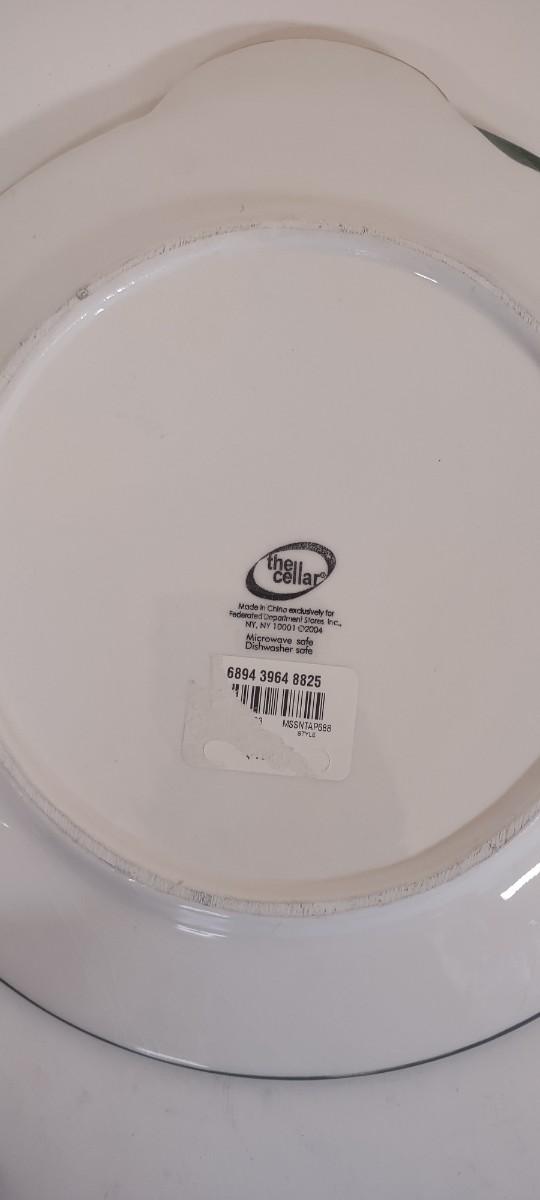 the
cellar®
Made in China exclusively for
Federated Department Stores Inc.,
NY, NY 10001 ©2004
Microwave safe
Dishwasher safe
6894 3964 8825
MSSNTAP688
STYLE